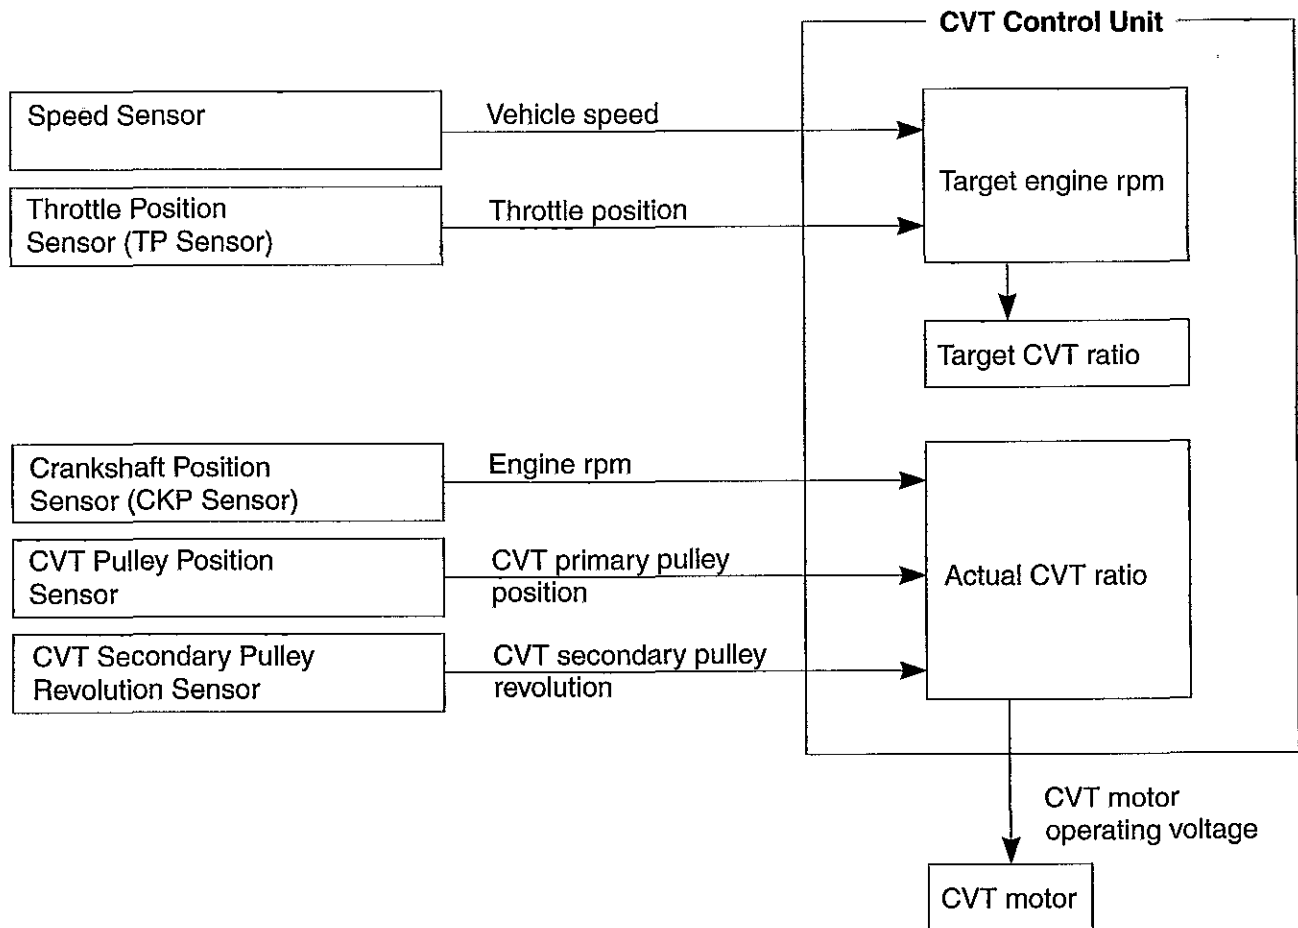 CVT Control Unit
Speed Sensor
Vehicle speed
Throttle Position
Sensor (TP Sensor)
Throttle position
Target engine rpm
Target CVT ratio
Crankshaft Position
Sensor (CKP Sensor)
Engine rpm
CVT Pulley Position
Sensor
CVT primary pulley
position
Actual CVT ratio
CVT Secondary Pulley
Revolution Sensor
CVT secondary pulley
revolution
CVT motor
operating voltage
CVT motor